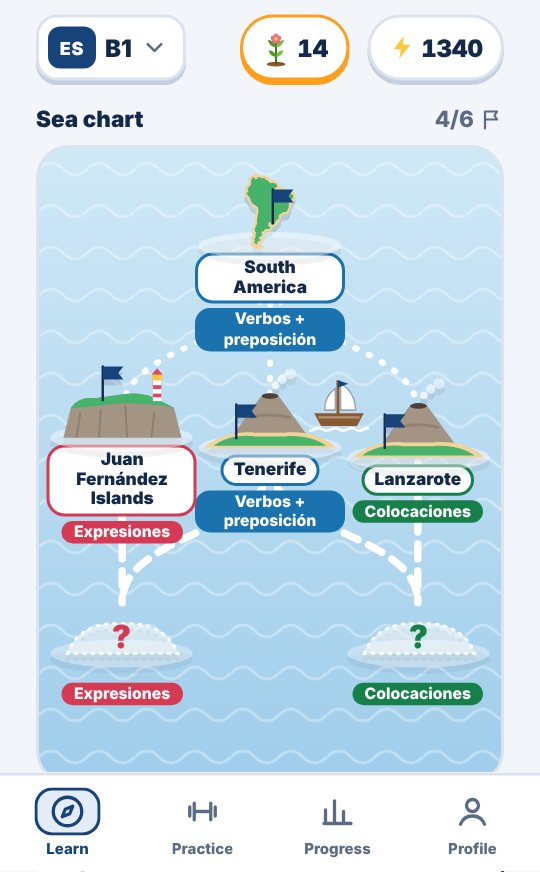 ES B1 14 1340
Sea chart 4/6
South
America
Verbos +
preposición
Juan
Fernández
Islands
Expresiones
Tenerife
Verbos +
preposición
Lanzarote
Colocaciones
? ?
Expresiones Colocaciones
Learn Practice Progress Profile